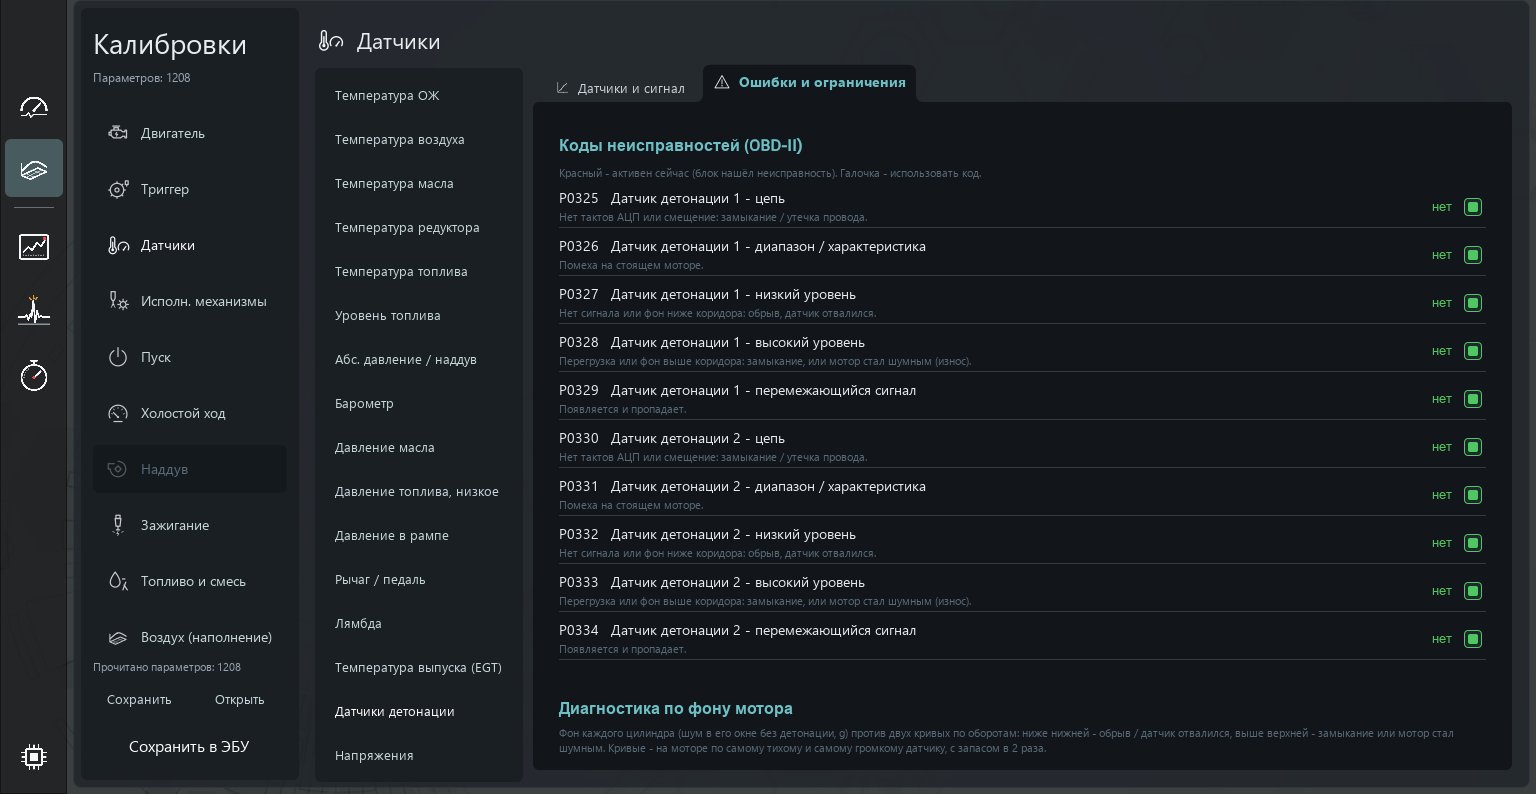 Калибровки
Параметров: 1208
Двигатель
Триггер
Датчики
Исполн. механизмы
Пуск
Холостой ход
Наддув
Зажигание
Топливо и смесь
Воздух (наполнение)
Прочитано параметров: 1208
Сохранить
Открыть
Сохранить в ЭБУ
Датчики
Температура ОЖ
Температура воздуха
Температура масла
Температура редуктора
Температура топлива
Уровень топлива
Абс. давление / наддув
Барометр
Давление масла
Давление топлива, низкое
Давление в рампе
Рычаг / педаль
Лямбда
Температура выпуска (EGT)
Датчики детонации
Напряжения
Датчики и сигнал
Ошибки и ограничения
Коды неисправностей (OBD-II)
Красный - активен сейчас (блок нашёл неисправность). Галочка - использовать код.
P0325 Датчик детонации 1 - цепь нет
Нет тактов АЦП или смещение: замыкание / утечка провода.
P0326 Датчик детонации 1 - диапазон / характеристика нет
Помеха на стоящем моторе.
P0327 Датчик детонации 1 - низкий уровень нет
Нет сигнала или фон ниже коридора: обрыв, датчик отвалился.
P0328 Датчик детонации 1 - высокий уровень нет
Перегрузка или фон выше коридора: замыкание, или мотор стал шумным (износ).
P0329 Датчик детонации 1 - перемежающийся сигнал нет
Появляется и пропадает.
P0330 Датчик детонации 2 - цепь нет
Нет тактов АЦП или смещение: замыкание / утечка провода.
P0331 Датчик детонации 2 - диапазон / характеристика нет
Помеха на стоящем моторе.
P0332 Датчик детонации 2 - низкий уровень нет
Нет сигнала или фон ниже коридора: обрыв, датчик отвалился.
P0333 Датчик детонации 2 - высокий уровень нет
Перегрузка или фон выше коридора: замыкание, или мотор стал шумным (износ).
P0334 Датчик детонации 2 - перемежающийся сигнал нет
Появляется и пропадает.
Диагностика по фону мотора
Фон каждого цилиндра (шум в его окне без детонации, g) против двух кривых по оборотам: ниже нижней - обрыв / датчик отвалился, выше верхней - замыкание или мотор стал
шумным. Кривые - на моторе по самому тихому и самому громкому датчику, с запасом в 2 раза.